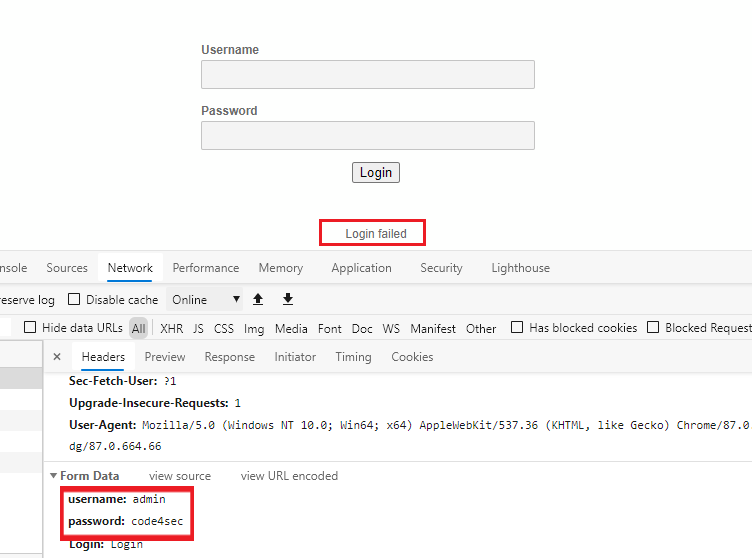 Username
Password
Login
Login failed
nsole Sources Network Performance Memory Application Security Lighthouse
reserve log Disable cache Online
Hide data URLs All XHR JS CSS Img Media Font Doc WS Manifest Other Has blocked cookies Blocked Request
× Headers Preview Response Initiator Timing Cookies
Sec-Fetch-User: ?1
Upgrade-Insecure-Requests: 1
User-Agent: Mozilla/5.0 (Windows NT 10.0; Win64; x64) AppleWebKit/537.36 (KHTML, like Gecko) Chrome/87.0.
dg/87.0.664.66
Form Data view source view URL encoded
username: admin
password: code4sec
Login: Login